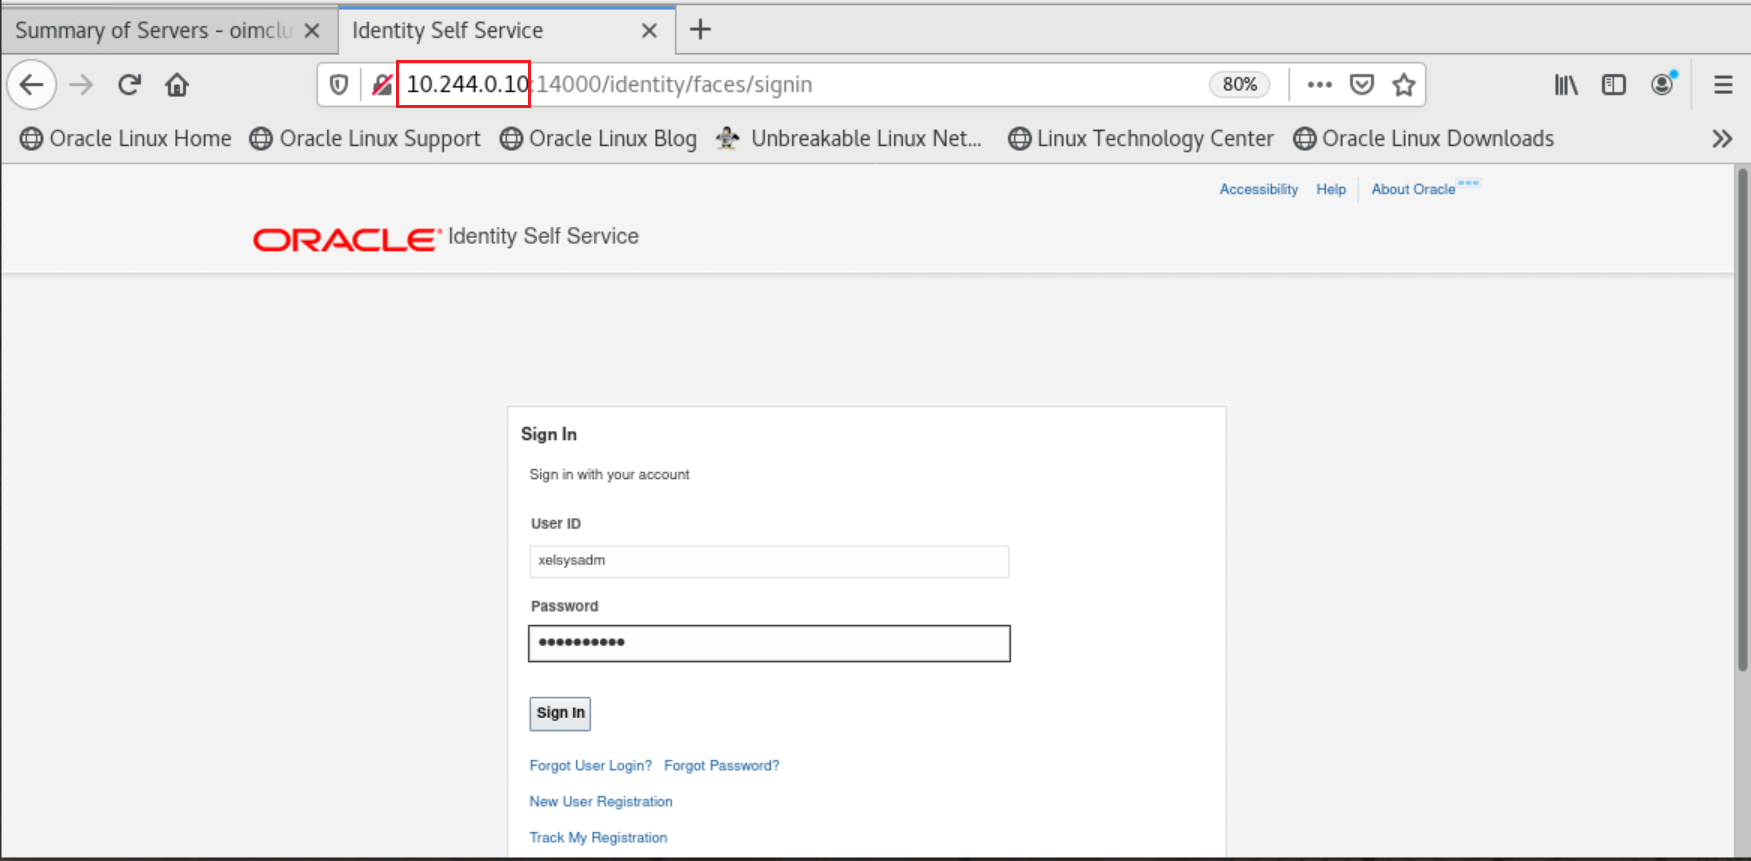 Summary of Servers - oimclu
Identity Self Service
10.244.0.10:14000/identity/faces/signin
80%
Oracle Linux Home
Oracle Linux Support
Oracle Linux Blog
Unbreakable Linux Net...
Linux Technology Center
Oracle Linux Downloads
Accessibility
Help
About Oracle
ORACLE® Identity Self Service
Sign In
Sign in with your account
User ID
xelsysadm
Password
Sign In
Forgot User Login? Forgot Password?
New User Registration
Track My Registration